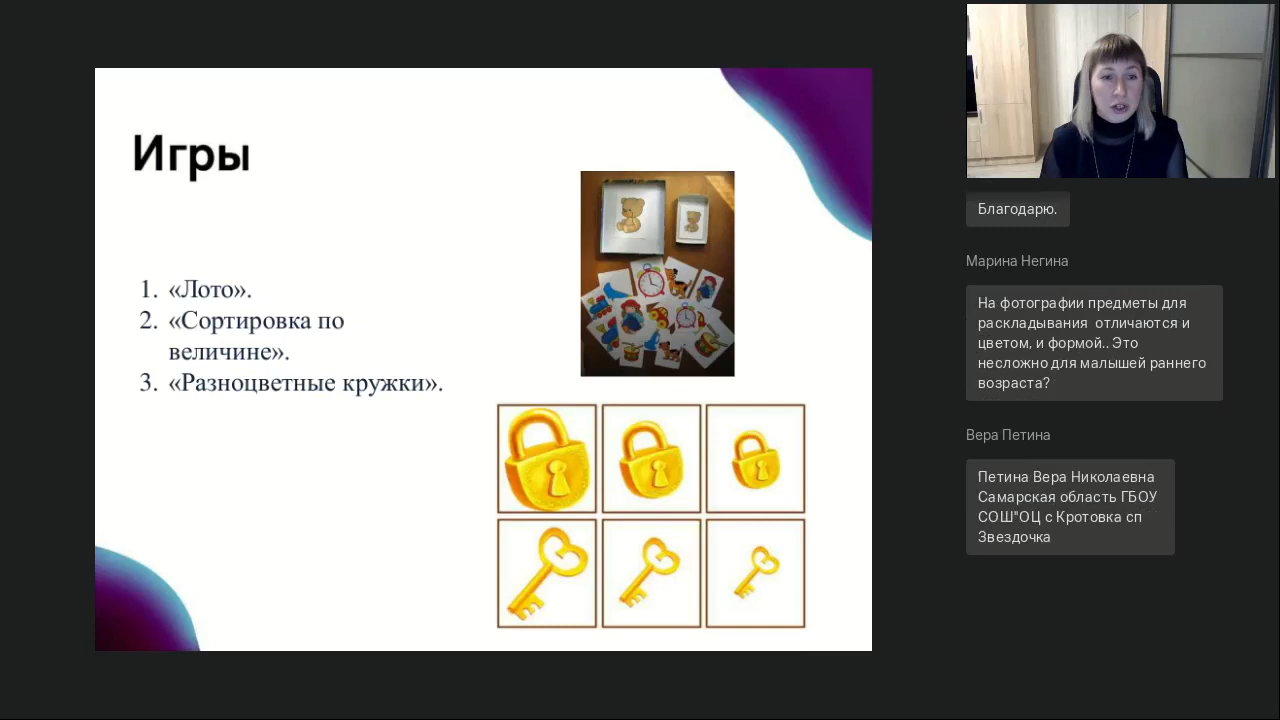 Игры
1. «Лото».
2. «Сортировка по
величине».
3. «Разноцветные кружки».
Благодарю.
Марина Негина
На фотографии предметы для
раскладывания отличаются и
цветом, и формой.. Это
несложно для малышей раннего
возраста?
Вера Петина
Петина Вера Николаевна
Самарская область ГБОУ
СОШ"ОЦ с Кротовка сп
Звездочка